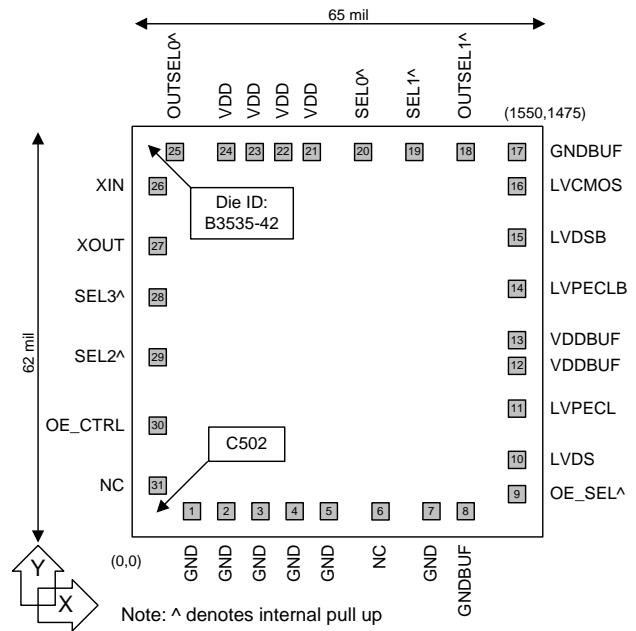 65 mil
OUTSEL0^
VDD
VDD
VDD
VDD
SEL0^
SEL1^
OUTSEL1^
(1550,1475)
25
24
23
22
21
20
19
18
17
GNDBUF
XIN
26
Die ID:
B3535-42
16
LVCMOS
XOUT
27
15
LVDSB
SEL3^
28
14
LVPECLB
62 mil
13
VDDBUF
SEL2^
29
12
VDDBUF
11
LVPECL
OE_CTRL
30
C502
10
LVDS
NC
31
9
OE_SEL^
1
2
3
4
5
6
7
8
(0,0)
GND
GND
GND
GND
GND
NC
GND
GNDBUF
Y
X
Note: ^ denotes internal pull up